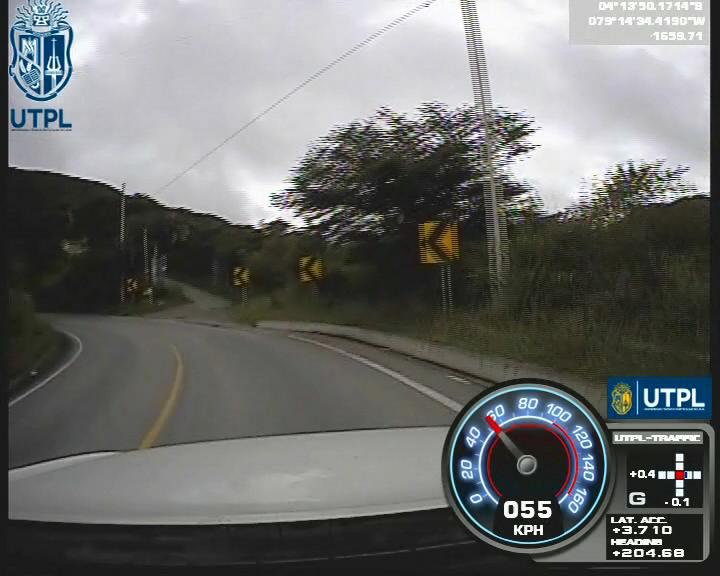 04°13'50.1714"S
079°14'34.4190"W
1659.71
UTPL
UTPL
UTPL-TRAFFIC
0 20 40 60 80 100 120 140 160
055
KPH
+0.4
G -0.1
LAT. ACC.
+3.710
HEADING
+204.68